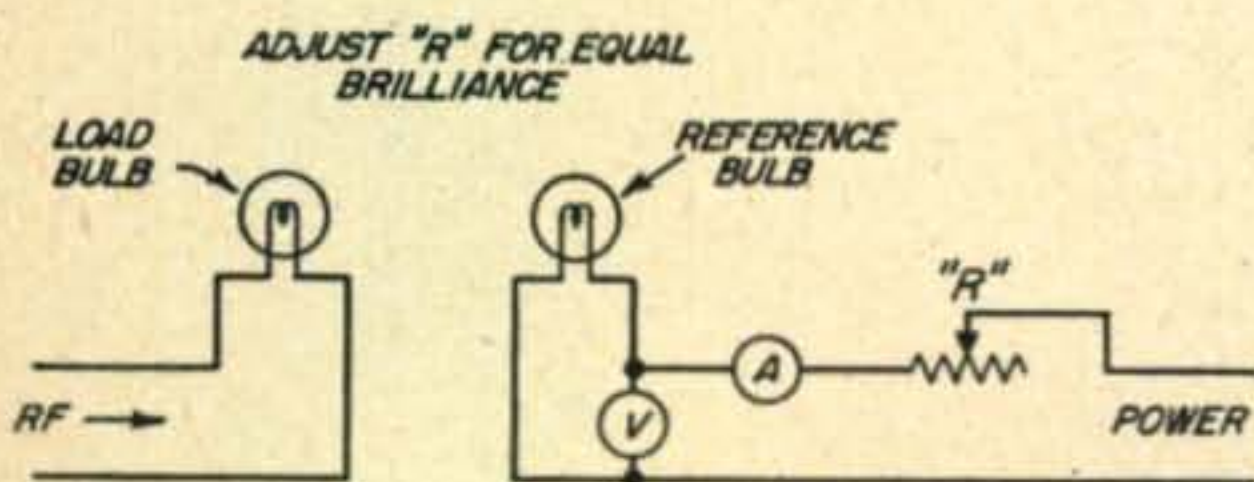 ADJUST "R" FOR EQUAL
BRILLIANCE
LOAD
BULB
REFERENCE
BULB
"R"
A
V
RF
POWER